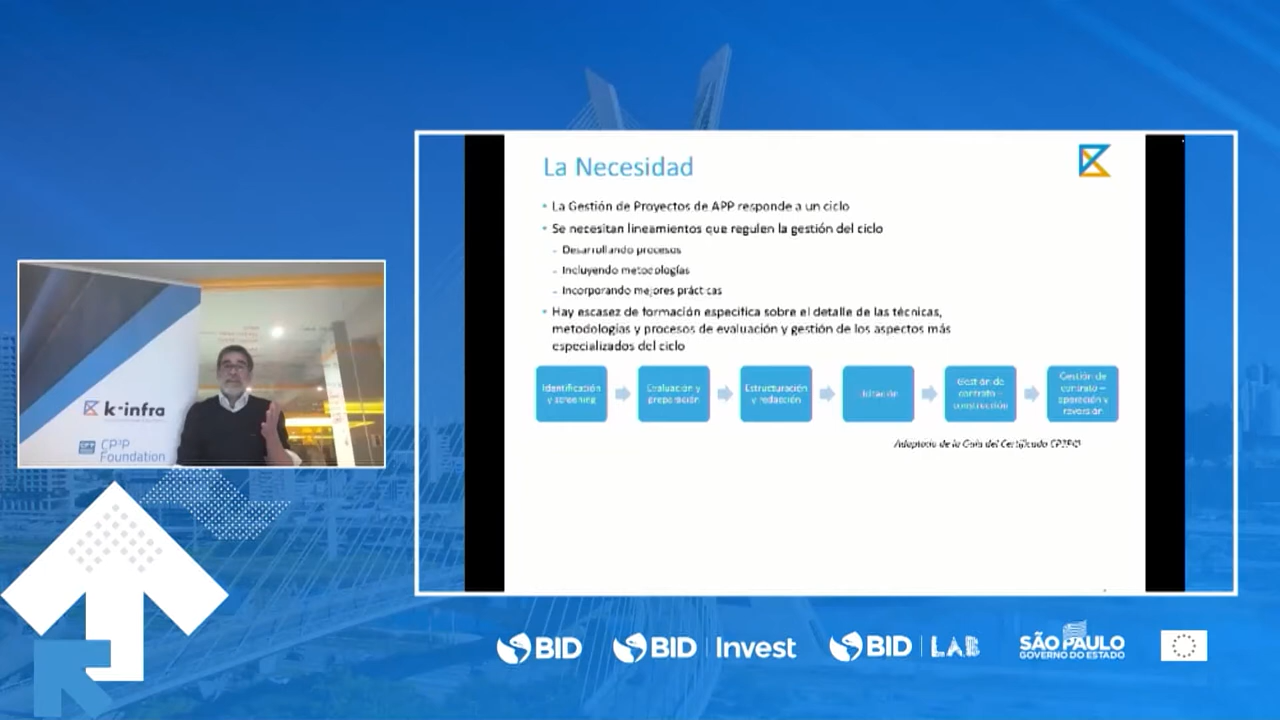 La Necesidad
• La Gestión de Proyectos de APP responde a un ciclo
• Se necesitan lineamientos que regulen la gestión del ciclo
- Desarrollando procesos
- Incluyendo metodologías
- Incorporando mejores prácticas
• Hay escasez de formación específica sobre el detalle de las técnicas,
metodologías y procesos de evaluación y gestión de los aspectos más
especializados del ciclo
Identificación
y screening
Evaluación y
preparación
Estructuración
y redacción
Licitación
Gestión de
contrato –
construcción
Gestión de
contrato –
operación y
reversión
Adaptado de la Guía del Certificado CP3P©
k-infra
CP³P
Foundation
BID
BID | Invest
BID | LAB
SÃO PAULO
GOVERNO DO ESTADO